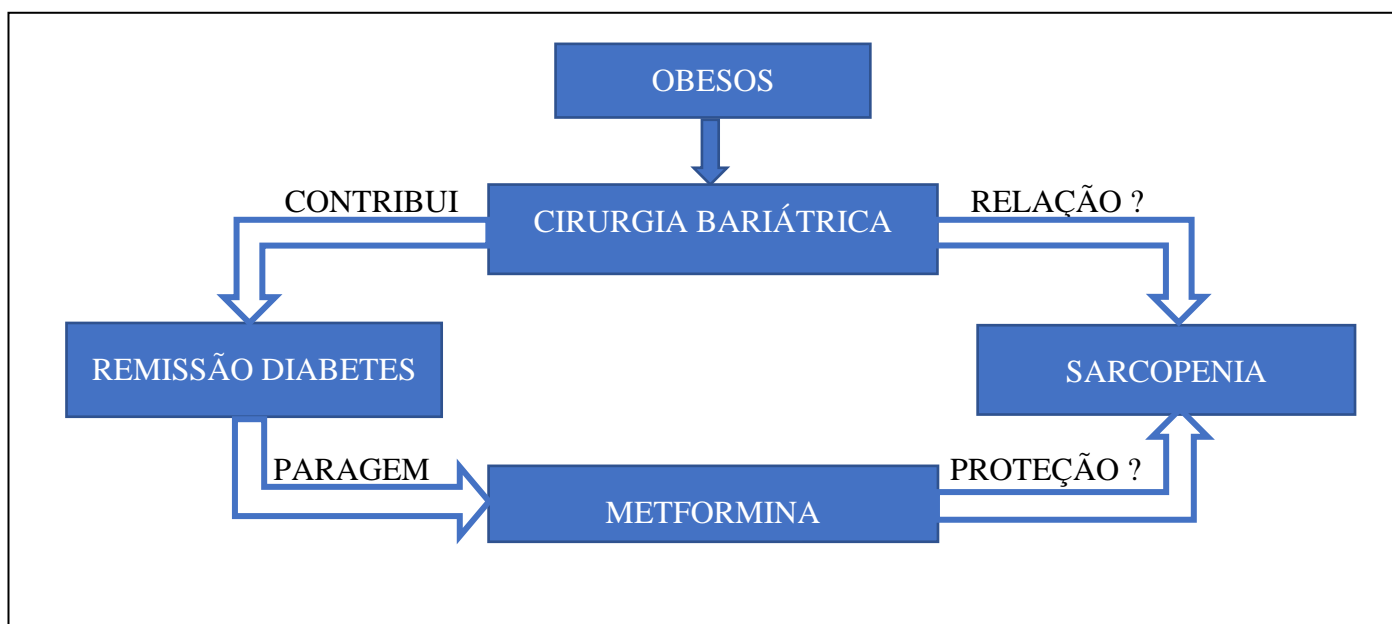 OBESOS
CONTRIBUI
CIRURGIA BARIÁTRICA
RELAÇÃO ?
REMISSÃO DIABETES
SARCOPENIA
PARAGEM
METFORMINA
PROTEÇÃO ?